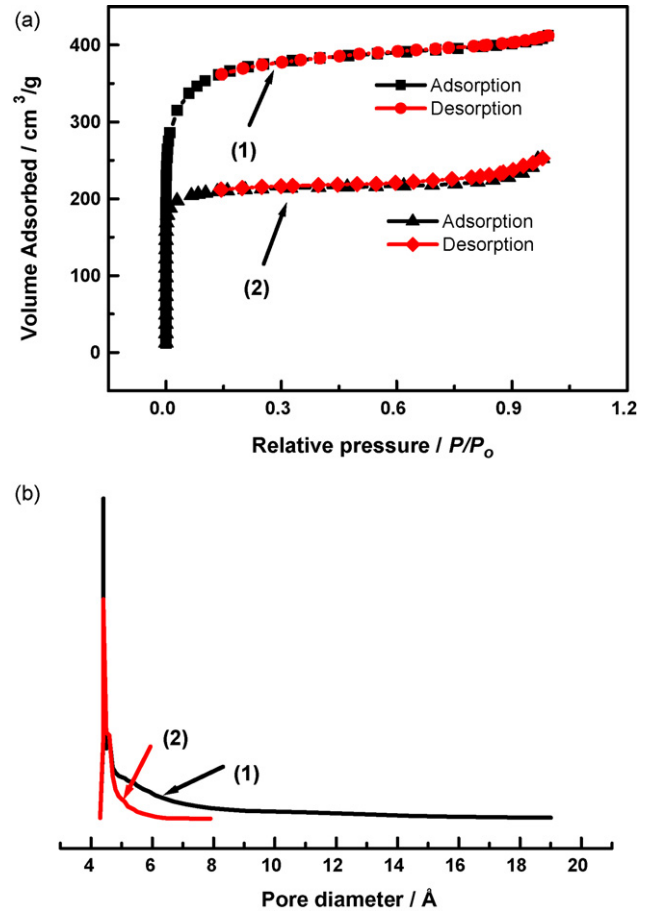 (a)
400
300
200
100
0
Volume Adsorbed / cm³/g
Adsorption
Desorption
(1)
Adsorption
Desorption
(2)
0.0 0.3 0.6 0.9 1.2
Relative pressure / P/Pₒ
(b)
(2)
(1)
4 6 8 10 12 14 16 18 20
Pore diameter / Å